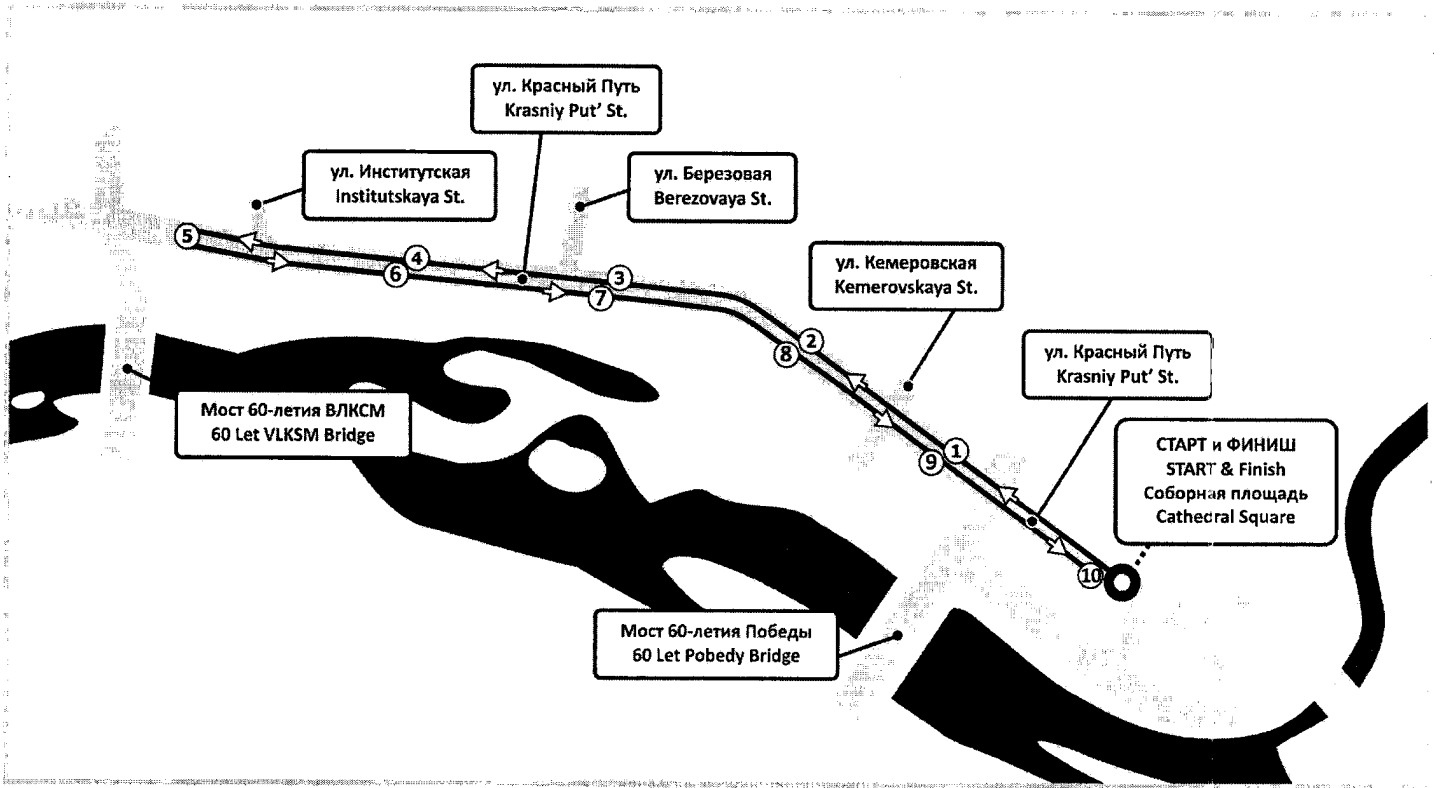 ул. Красный Путь
Krasniy Put' St.
ул. Институтская
Institutskaya St.
ул. Березовая
Berezovaya St.
5
4
6
3
7
ул. Кемеровская
Kemerovskaya St.
2
8
ул. Красный Путь
Krasniy Put' St.
Мост 60-летия ВЛКСМ
60 Let VLKSM Bridge
1
9
СТАРТ и ФИНИШ
START & Finish
Соборная площадь
Cathedral Square
10
Мост 60-летия Победы
60 Let Pobedy Bridge